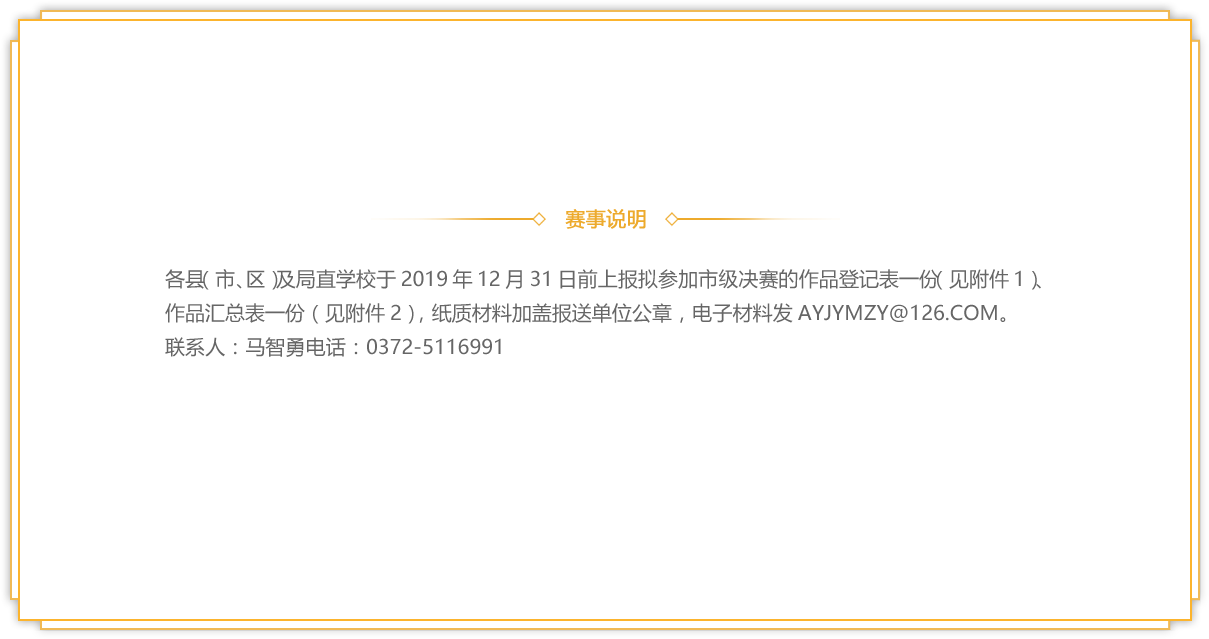 赛事说明
各县(市、区)及局直学校于 2019 年 12 月 31 日前上报拟参加市级决赛的作品登记表一份(见附件 1)、
作品汇总表一份(见附件 2),纸质材料加盖报送单位公章,电子材料发 AYJYMZY@126.COM。
联系人:马智勇电话:0372-5116991